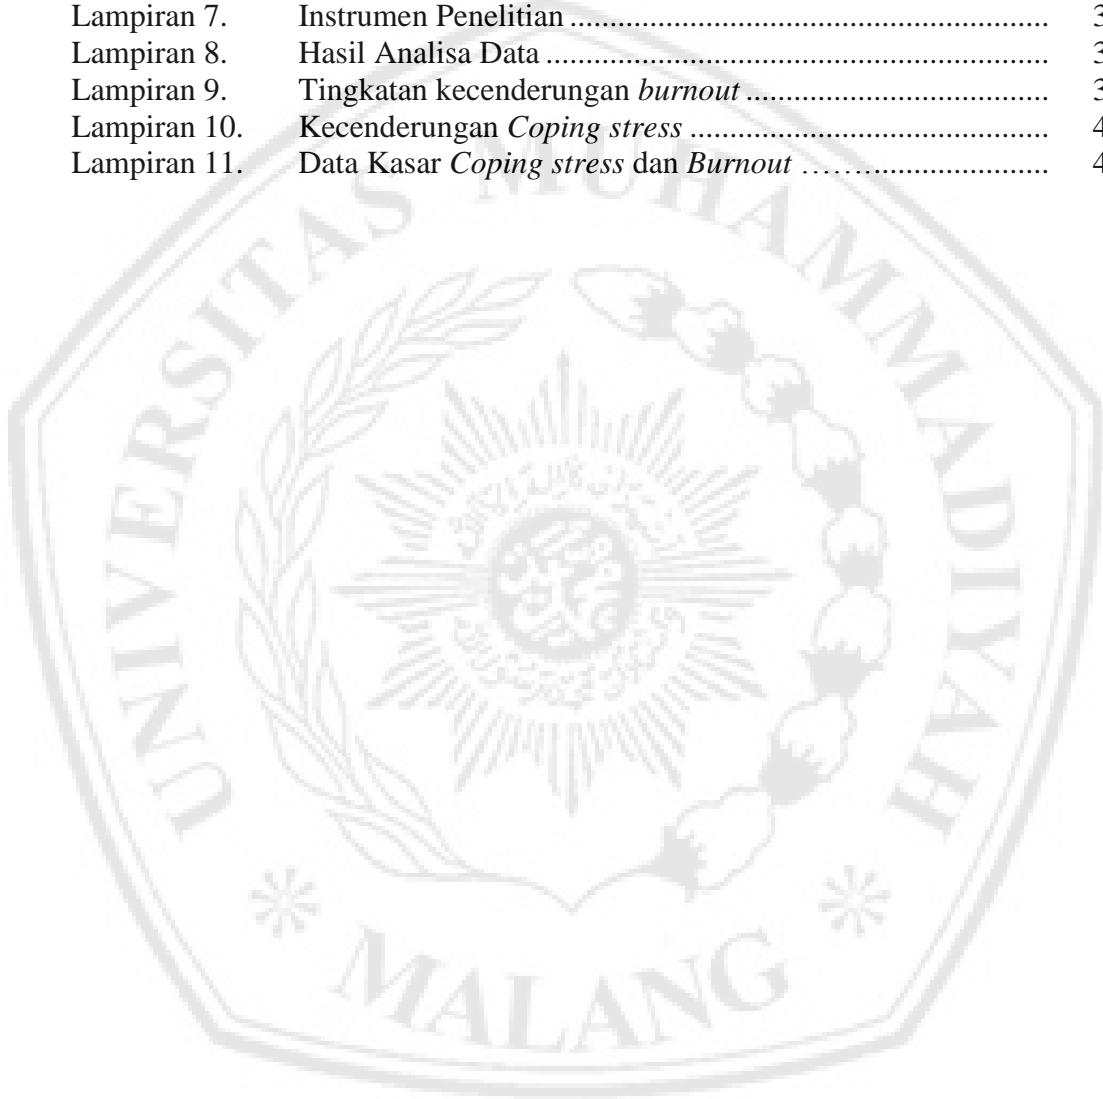 Lampiran 7. Instrumen Penelitian ................................................... 3
Lampiran 8. Hasil Analisa Data ...................................................... 3
Lampiran 9. Tingkatan kecenderungan burnout ................................ 3
Lampiran 10. Kecenderungan Coping stress ...................................... 4
Lampiran 11. Data Kasar Coping stress dan Burnout …….................... 4
UNIVERSITAS MUHAMMADIYAH
MALANG